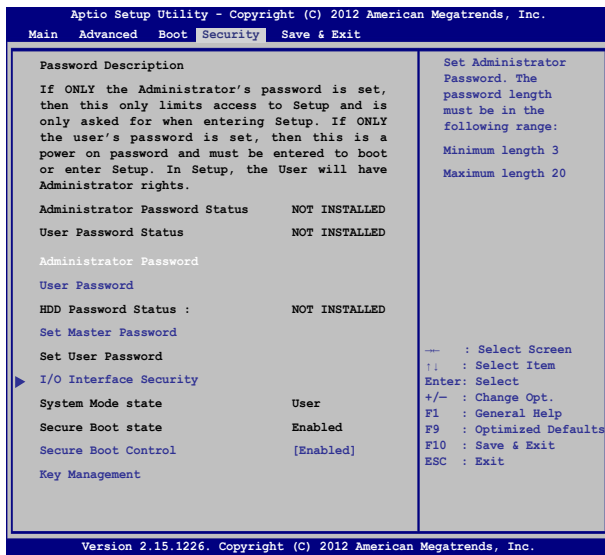 Aptio Setup Utility - Copyright (C) 2012 American Megatrends, Inc.
Main Advanced Boot Security Save & Exit
Password Description
If ONLY the Administrator's password is set,
then this only limits access to Setup and is
only asked for when entering Setup. If ONLY
the user's password is set, then this is a
power on password and must be entered to boot
or enter Setup. In Setup, the User will have
Administrator rights.
Administrator Password Status NOT INSTALLED
User Password Status NOT INSTALLED
Administrator Password
User Password
HDD Password Status : NOT INSTALLED
Set Master Password
Set User Password
I/O Interface Security
System Mode state User
Secure Boot state Enabled
Secure Boot Control [Enabled]
Key Management
Set Administrator
Password. The
password length
must be in the
following range:
Minimum length 3
Maximum length 20
→← : Select Screen
↑↓ : Select Item
Enter: Select
+/— : Change Opt.
F1 : General Help
F9 : Optimized Defaults
F10 : Save & Exit
ESC : Exit
Version 2.15.1226. Copyright (C) 2012 American Megatrends, Inc.